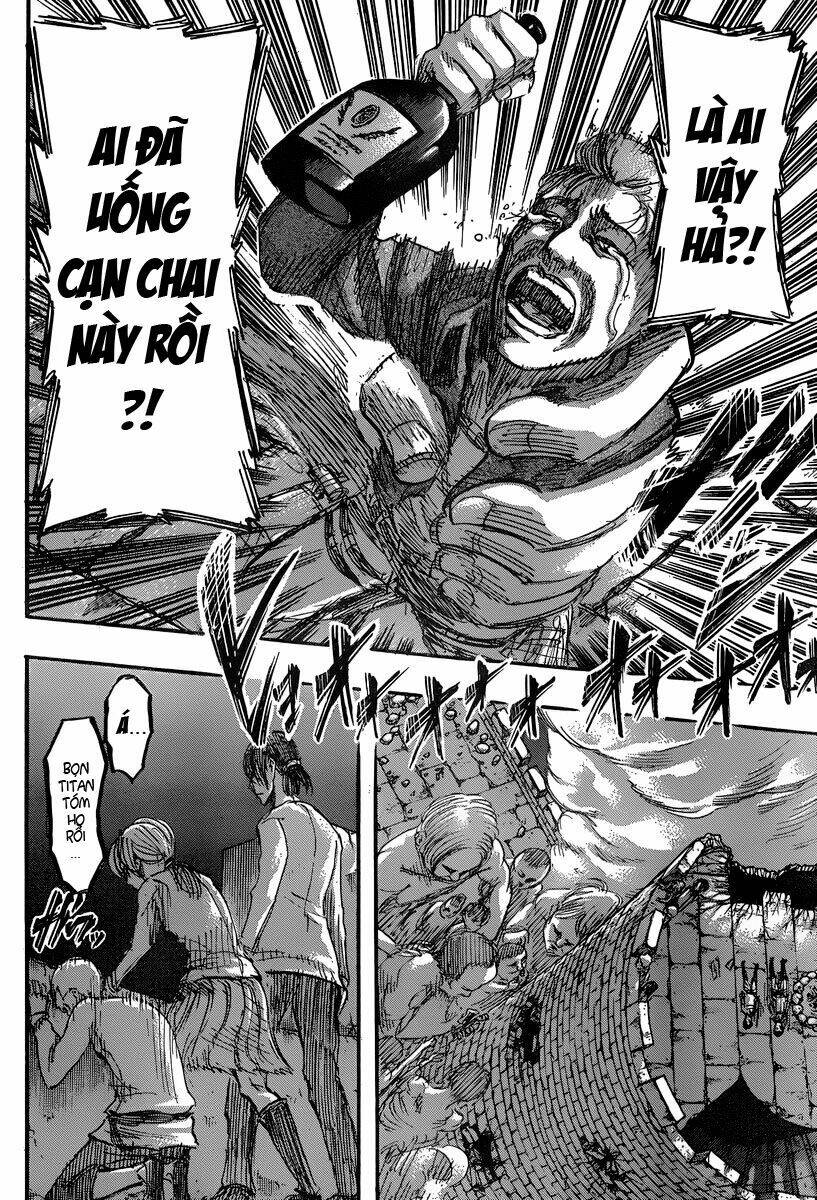 LÀ AI
VẬY
HẢ?!
AI ĐÃ
UỐNG
CẠN CHAI
NÀY RỒI
?!
Á...
BỌN
TITAN
TÓM
HỌ
RỒI
...